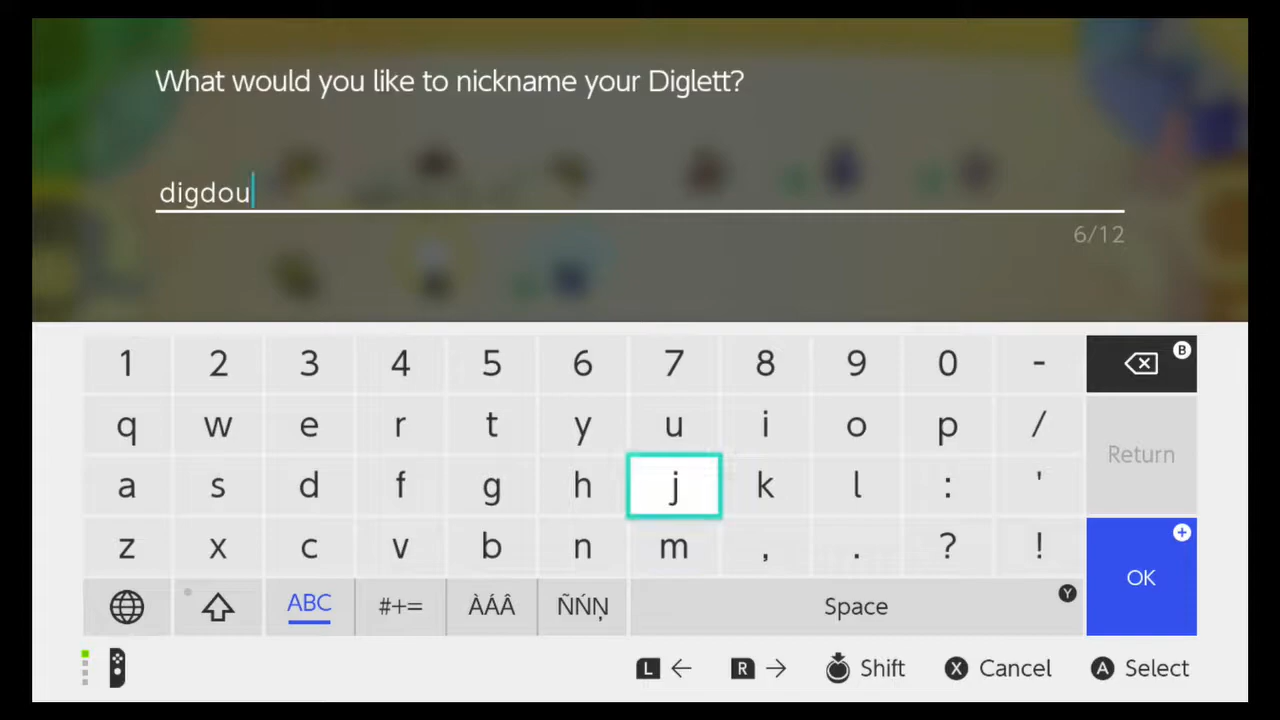 What would you like to nickname your Diglett?
digdou
6/12
1 2 3 4 5 6 7 8 9 0 - B
q w e r t y u i o p /
Return
a s d f g h j k l : '
z x c v b n m , . ? ! +
OK
ABC #+= ÀÁÂ ÑŃŅ Space Y
L ← R → Shift X Cancel A Select